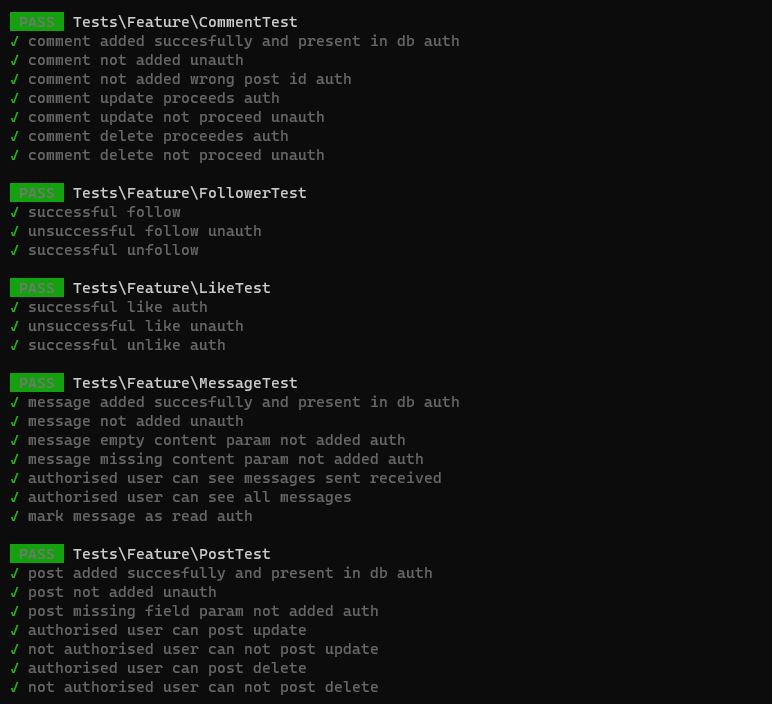 PASS Tests\Feature\CommentTest
✓ comment added succesfully and present in db auth
✓ comment not added unauth
✓ comment not added wrong post id auth
✓ comment update proceeds auth
✓ comment update not proceed unauth
✓ comment delete proceedes auth
✓ comment delete not proceed unauth
PASS Tests\Feature\FollowerTest
✓ successful follow
✓ unsuccessful follow unauth
✓ successful unfollow
PASS Tests\Feature\LikeTest
✓ successful like auth
✓ unsuccessful like unauth
✓ successful unlike auth
PASS Tests\Feature\MessageTest
✓ message added succesfully and present in db auth
✓ message not added unauth
✓ message empty content param not added auth
✓ message missing content param not added auth
✓ authorised user can see messages sent received
✓ authorised user can see all messages
✓ mark message as read auth
PASS Tests\Feature\PostTest
✓ post added succesfully and present in db auth
✓ post not added unauth
✓ post missing field param not added auth
✓ authorised user can post update
✓ not authorised user can not post update
✓ authorised user can post delete
✓ not authorised user can not post delete